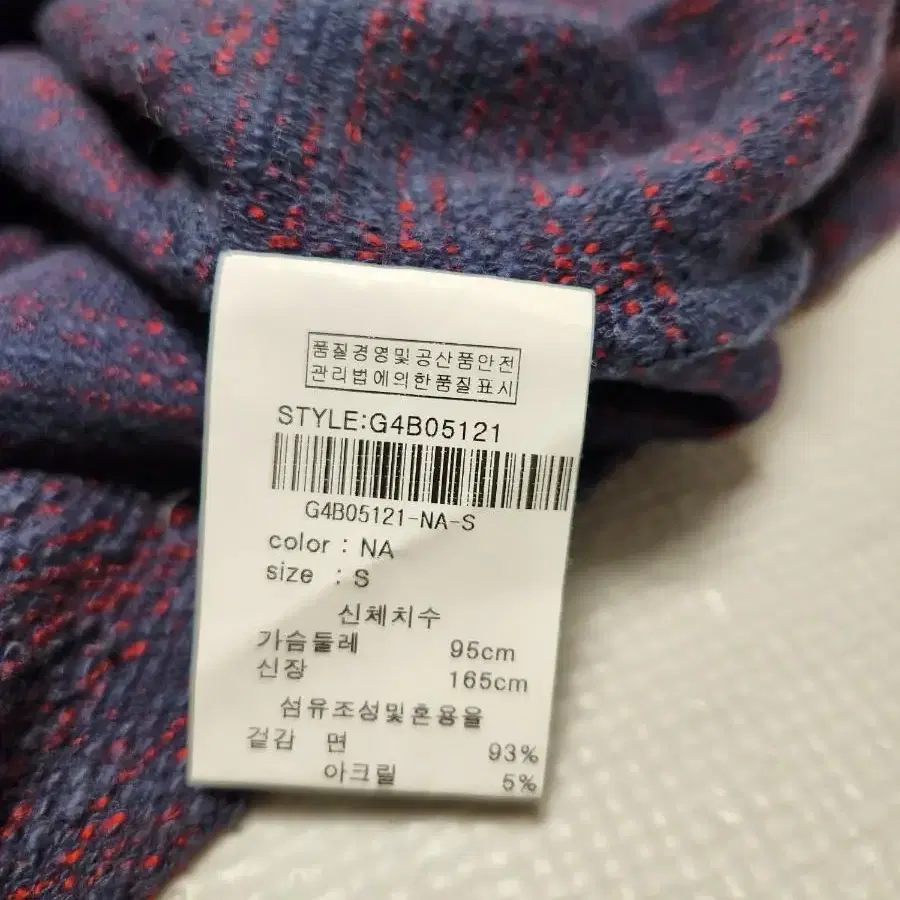 품질경영및공산품안전
관리법에의한품질표시
STYLE:G4B05121
G4B05121-NA-S
color : NA
size : S
신체치수
가슴둘레 95cm
신장 165cm
섬유조성및혼용율
겉감 면 93%
아크릴 5%